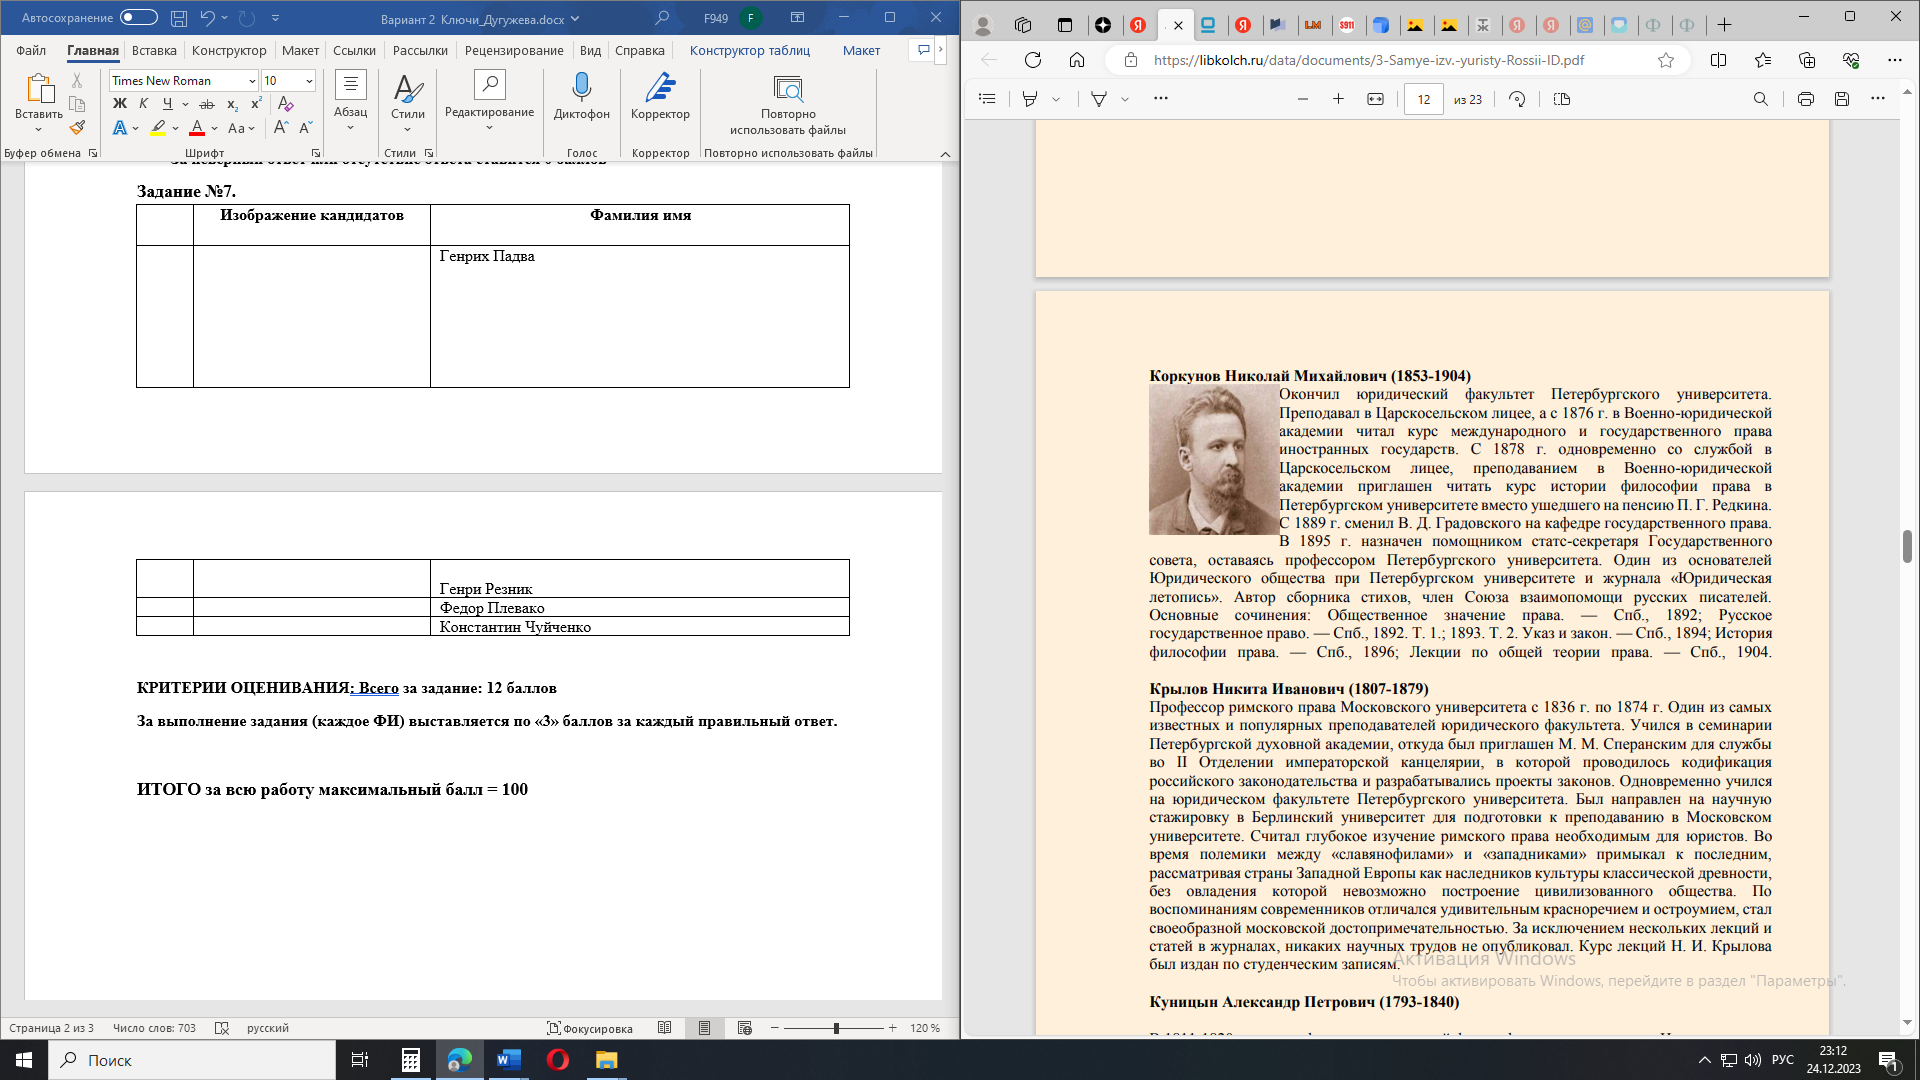 Автосохранение
Вариант 2 Ключи_Дугужева.docx
F949
F
Файл Главная Вставка Конструктор Макет Ссылки Рассылки Рецензирование Вид Справка Конструктор таблиц Макет
Вставить
Буфер обмена
Times New Roman 10
Ж К Ч ab x₂ x²
Aa
Шрифт
Абзац
Стили
Стили
Редактирование
Диктофон
Голос
Корректор
Корректор
Повторно
использовать файлы
Повторно использовать файлы
За неверный ответ или отсутствие ответа ставится 0 баллов
Задание №7.
Изображение кандидатов Фамилия имя
Генрих Падва
Генри Резник
Федор Плевако
Константин Чуйченко
КРИТЕРИИ ОЦЕНИВАНИЯ: Всего за задание: 12 баллов
За выполнение задания (каждое ФИ) выставляется по «3» баллов за каждый правильный ответ.
ИТОГО за всю работу максимальный балл = 100
Страница 2 из 3 Число слов: 703 русский Фокусировка 120 %
https://libkolch.ru/data/documents/3-Samye-izv.-yuristy-Rossii-ID.pdf
12 из 23
Коркунов Николай Михайлович (1853-1904)
Окончил юридический факультет Петербургского университета.
Преподавал в Царскосельском лицее, а с 1876 г. в Военно-юридической
академии читал курс международного и государственного права
иностранных государств. С 1878 г. одновременно со службой в
Царскосельском лицее, преподаванием в Военно-юридической
академии приглашен читать курс истории философии права в
Петербургском университете вместо ушедшего на пенсию П. Г. Редкина.
С 1889 г. сменил В. Д. Градовского на кафедре государственного права.
В 1895 г. назначен помощником статс-секретаря Государственного
совета, оставаясь профессором Петербургского университета. Один из основателей
Юридического общества при Петербургском университете и журнала «Юридическая
летопись». Автор сборника стихов, член Союза взаимопомощи русских писателей.
Основные сочинения: Общественное значение права. — Спб., 1892; Русское
государственное право. — Спб., 1892. Т. 1.; 1893. Т. 2. Указ и закон. — Спб., 1894; История
философии права. — Спб., 1896; Лекции по общей теории права. — Спб., 1904.
Крылов Никита Иванович (1807-1879)
Профессор римского права Московского университета с 1836 г. по 1874 г. Один из самых
известных и популярных преподавателей юридического факультета. Учился в семинарии
Петербургской духовной академии, откуда был приглашен М. М. Сперанским для службы
во II Отделении императорской канцелярии, в которой проводилось кодификация
российского законодательства и разрабатывались проекты законов. Одновременно учился
на юридическом факультете Петербургского университета. Был направлен на научную
стажировку в Берлинский университет для подготовки к преподаванию в Московском
университете. Считал глубокое изучение римского права необходимым для юристов. Во
время полемики между «славянофилами» и «западниками» примыкал к последним,
рассматривая страны Западной Европы как наследников культуры классической древности,
без овладения которой невозможно построение цивилизованного общества. По
воспоминаниям современников отличался удивительным красноречием и остроумием, стал
своеобразной московской достопримечательностью. За исключением нескольких лекций и
статей в журналах, никаких научных трудов не опубликовал. Курс лекций Н. И. Крылова
был издан по студенческим записям.
Активация Windows
Чтобы активировать Windows, перейдите в раздел "Параметры".
Куницын Александр Петрович (1793-1840)
Поиск
РУС
23:12
24.12.2023
1